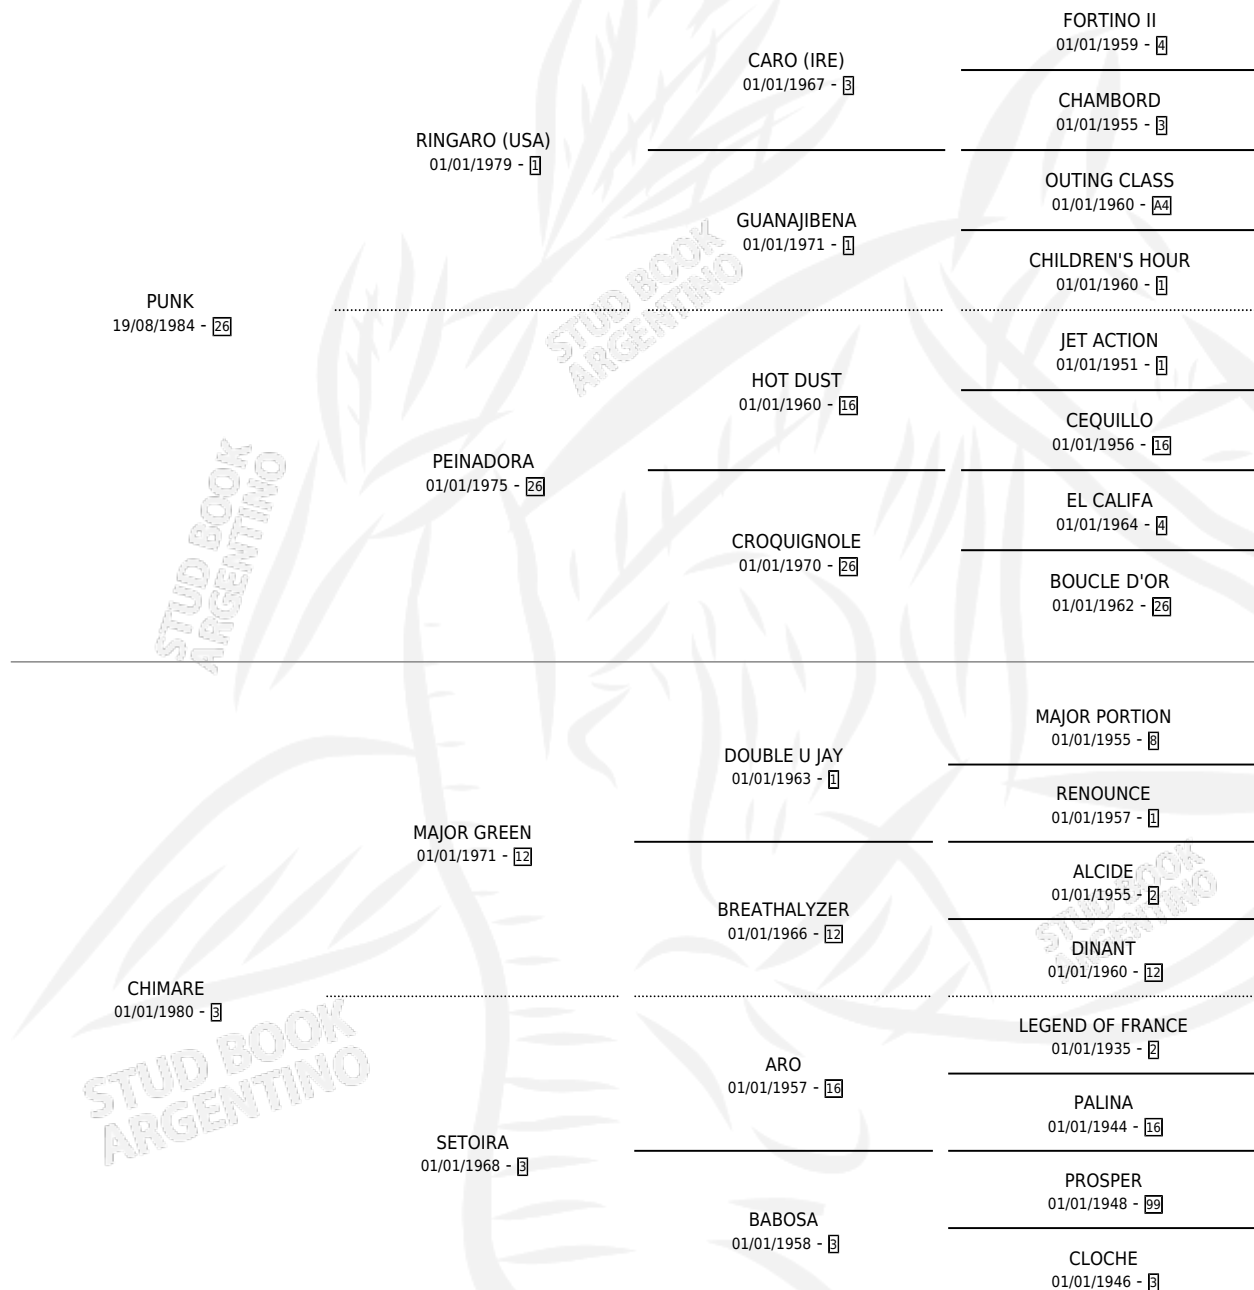 FORTINO II
01/01/1959 - 4
CARO (IRE)
01/01/1967 - 3
CHAMBORD
01/01/1955 - 3
RINGARO (USA)
01/01/1979 - 1
OUTING CLASS
01/01/1960 - A4
GUANAJIBENA
01/01/1971 - 1
CHILDREN'S HOUR
01/01/1960 - 1
PUNK
19/08/1984 - 26
JET ACTION
01/01/1951 - 1
HOT DUST
01/01/1960 - 16
CEQUILLO
01/01/1956 - 16
PEINADORA
01/01/1975 - 26
EL CALIFA
01/01/1964 - 4
CROQUIGNOLE
01/01/1970 - 26
BOUCLE D'OR
01/01/1962 - 26
MAJOR PORTION
01/01/1955 - 8
DOUBLE U JAY
01/01/1963 - 1
RENOUNCE
01/01/1957 - 1
MAJOR GREEN
01/01/1971 - 12
ALCIDE
01/01/1955 - 2
BREATHALYZER
01/01/1966 - 12
DINANT
01/01/1960 - 12
CHIMARE
01/01/1980 - 3
LEGEND OF FRANCE
01/01/1935 - 2
ARO
01/01/1957 - 16
PALINA
01/01/1944 - 16
SETOIRA
01/01/1968 - 3
PROSPER
01/01/1948 - 99
BABOSA
01/01/1958 - 3
CLOCHE
01/01/1946 - 3
STUD BOOK
ARGENTINO
STUD BOOK
ARGENTINO
STUD BOOK
ARGENTINO
STUD BOOK
ARGENTINO